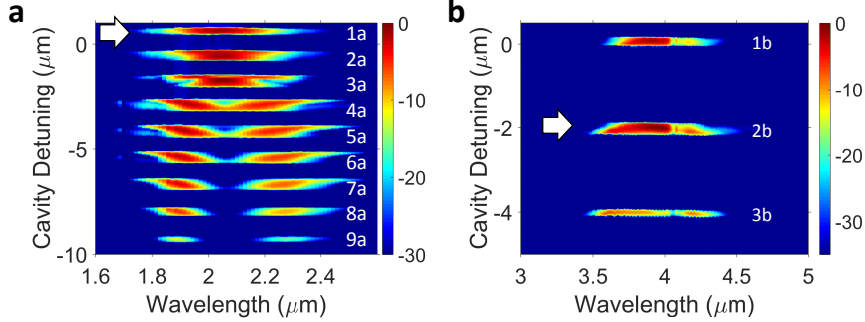 a
Cavity Detuning (μm)
0
-5
-10
1a
2a
3a
4a
5a
6a
7a
8a
9a
1.6
1.8
2
2.2
2.4
Wavelength (μm)
0
-10
-20
-30
b
Cavity Detuning (μm)
0
-2
-4
1b
2b
3b
3
3.5
4
4.5
5
Wavelength (μm)
0
-10
-20
-30